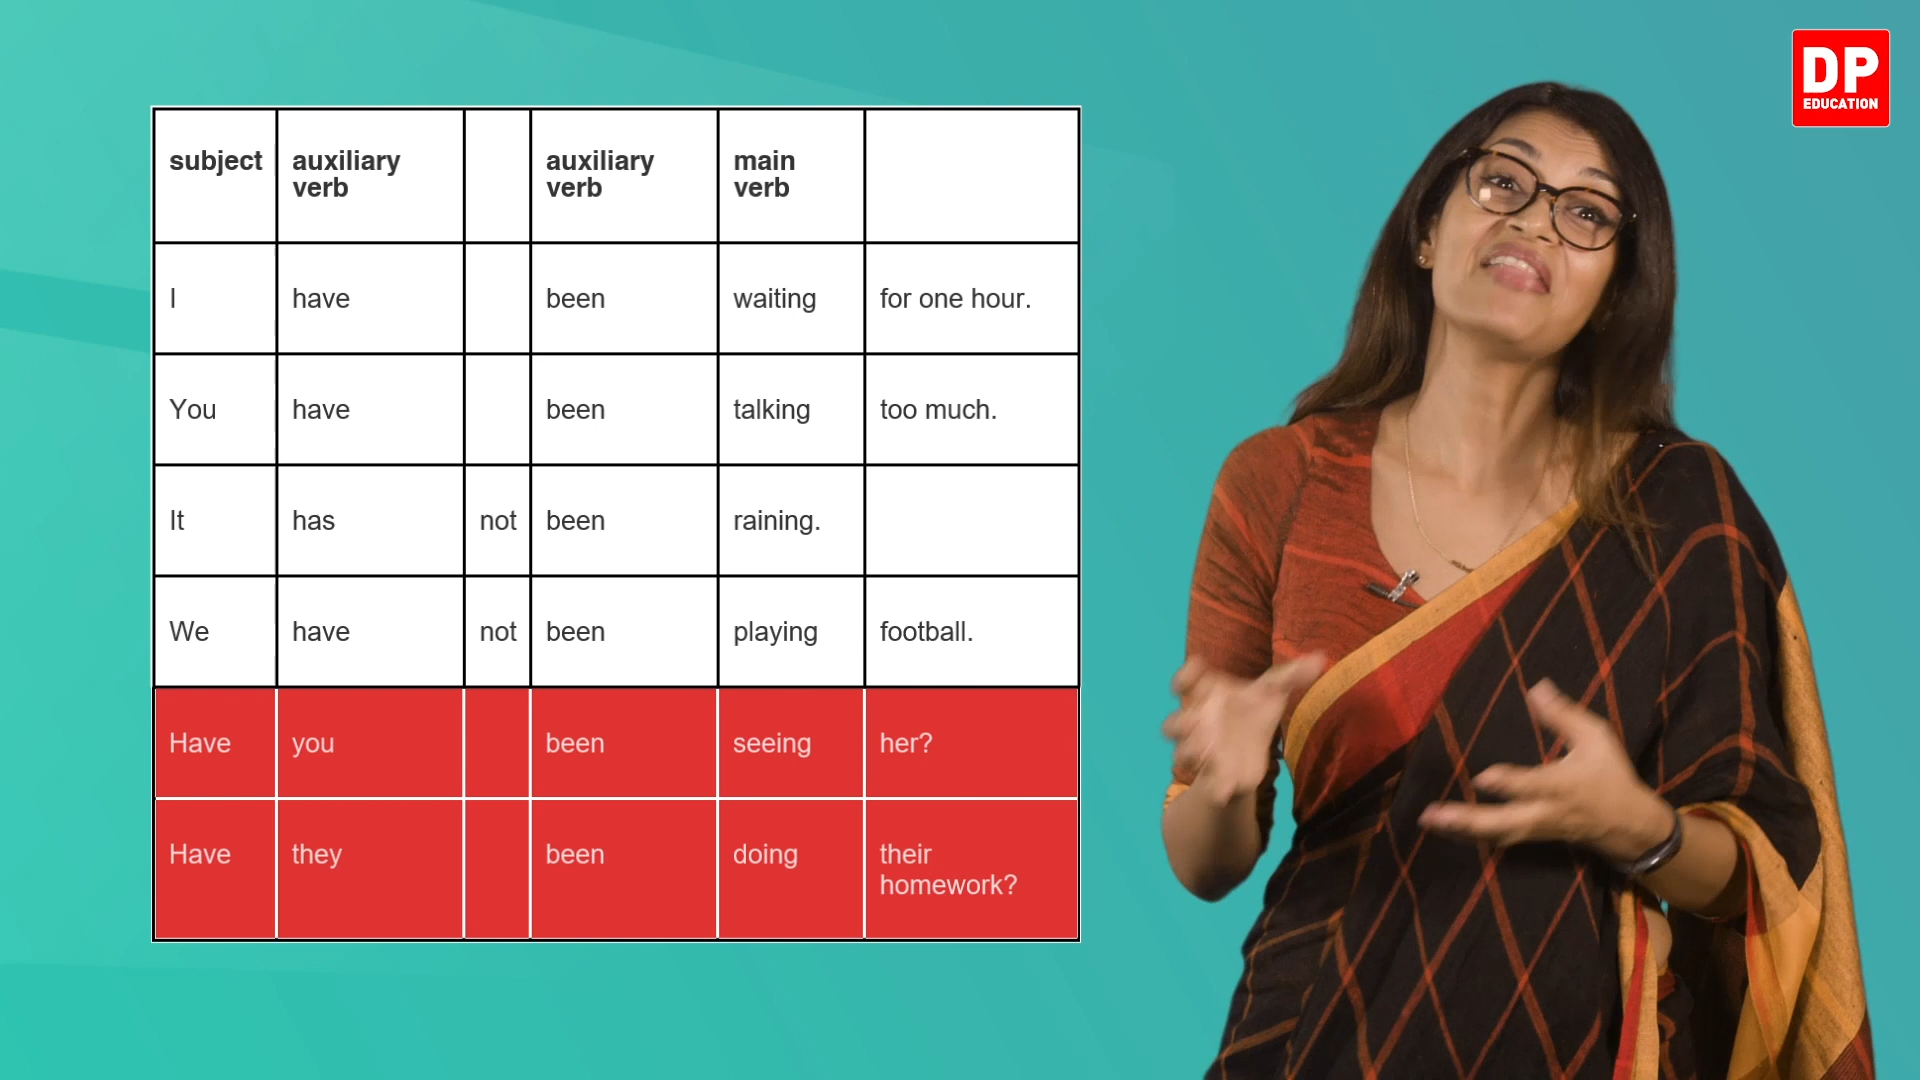 DP
EDUCATION
subject auxiliary verb auxiliary verb main verb
I have been waiting for one hour.
You have been talking too much.
It has not been raining.
We have not been playing football.
Have you been seeing her?
Have they been doing their homework?